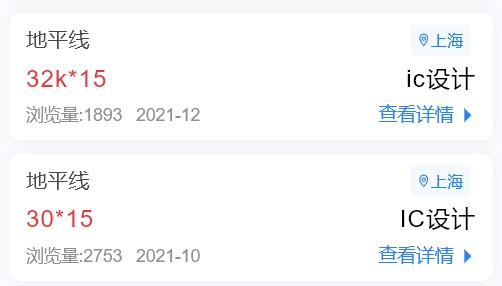 地平线 上海
32k*15 ic设计
浏览量:1893 2021-12 查看详情
地平线 上海
30*15 IC设计
浏览量:2753 2021-10 查看详情